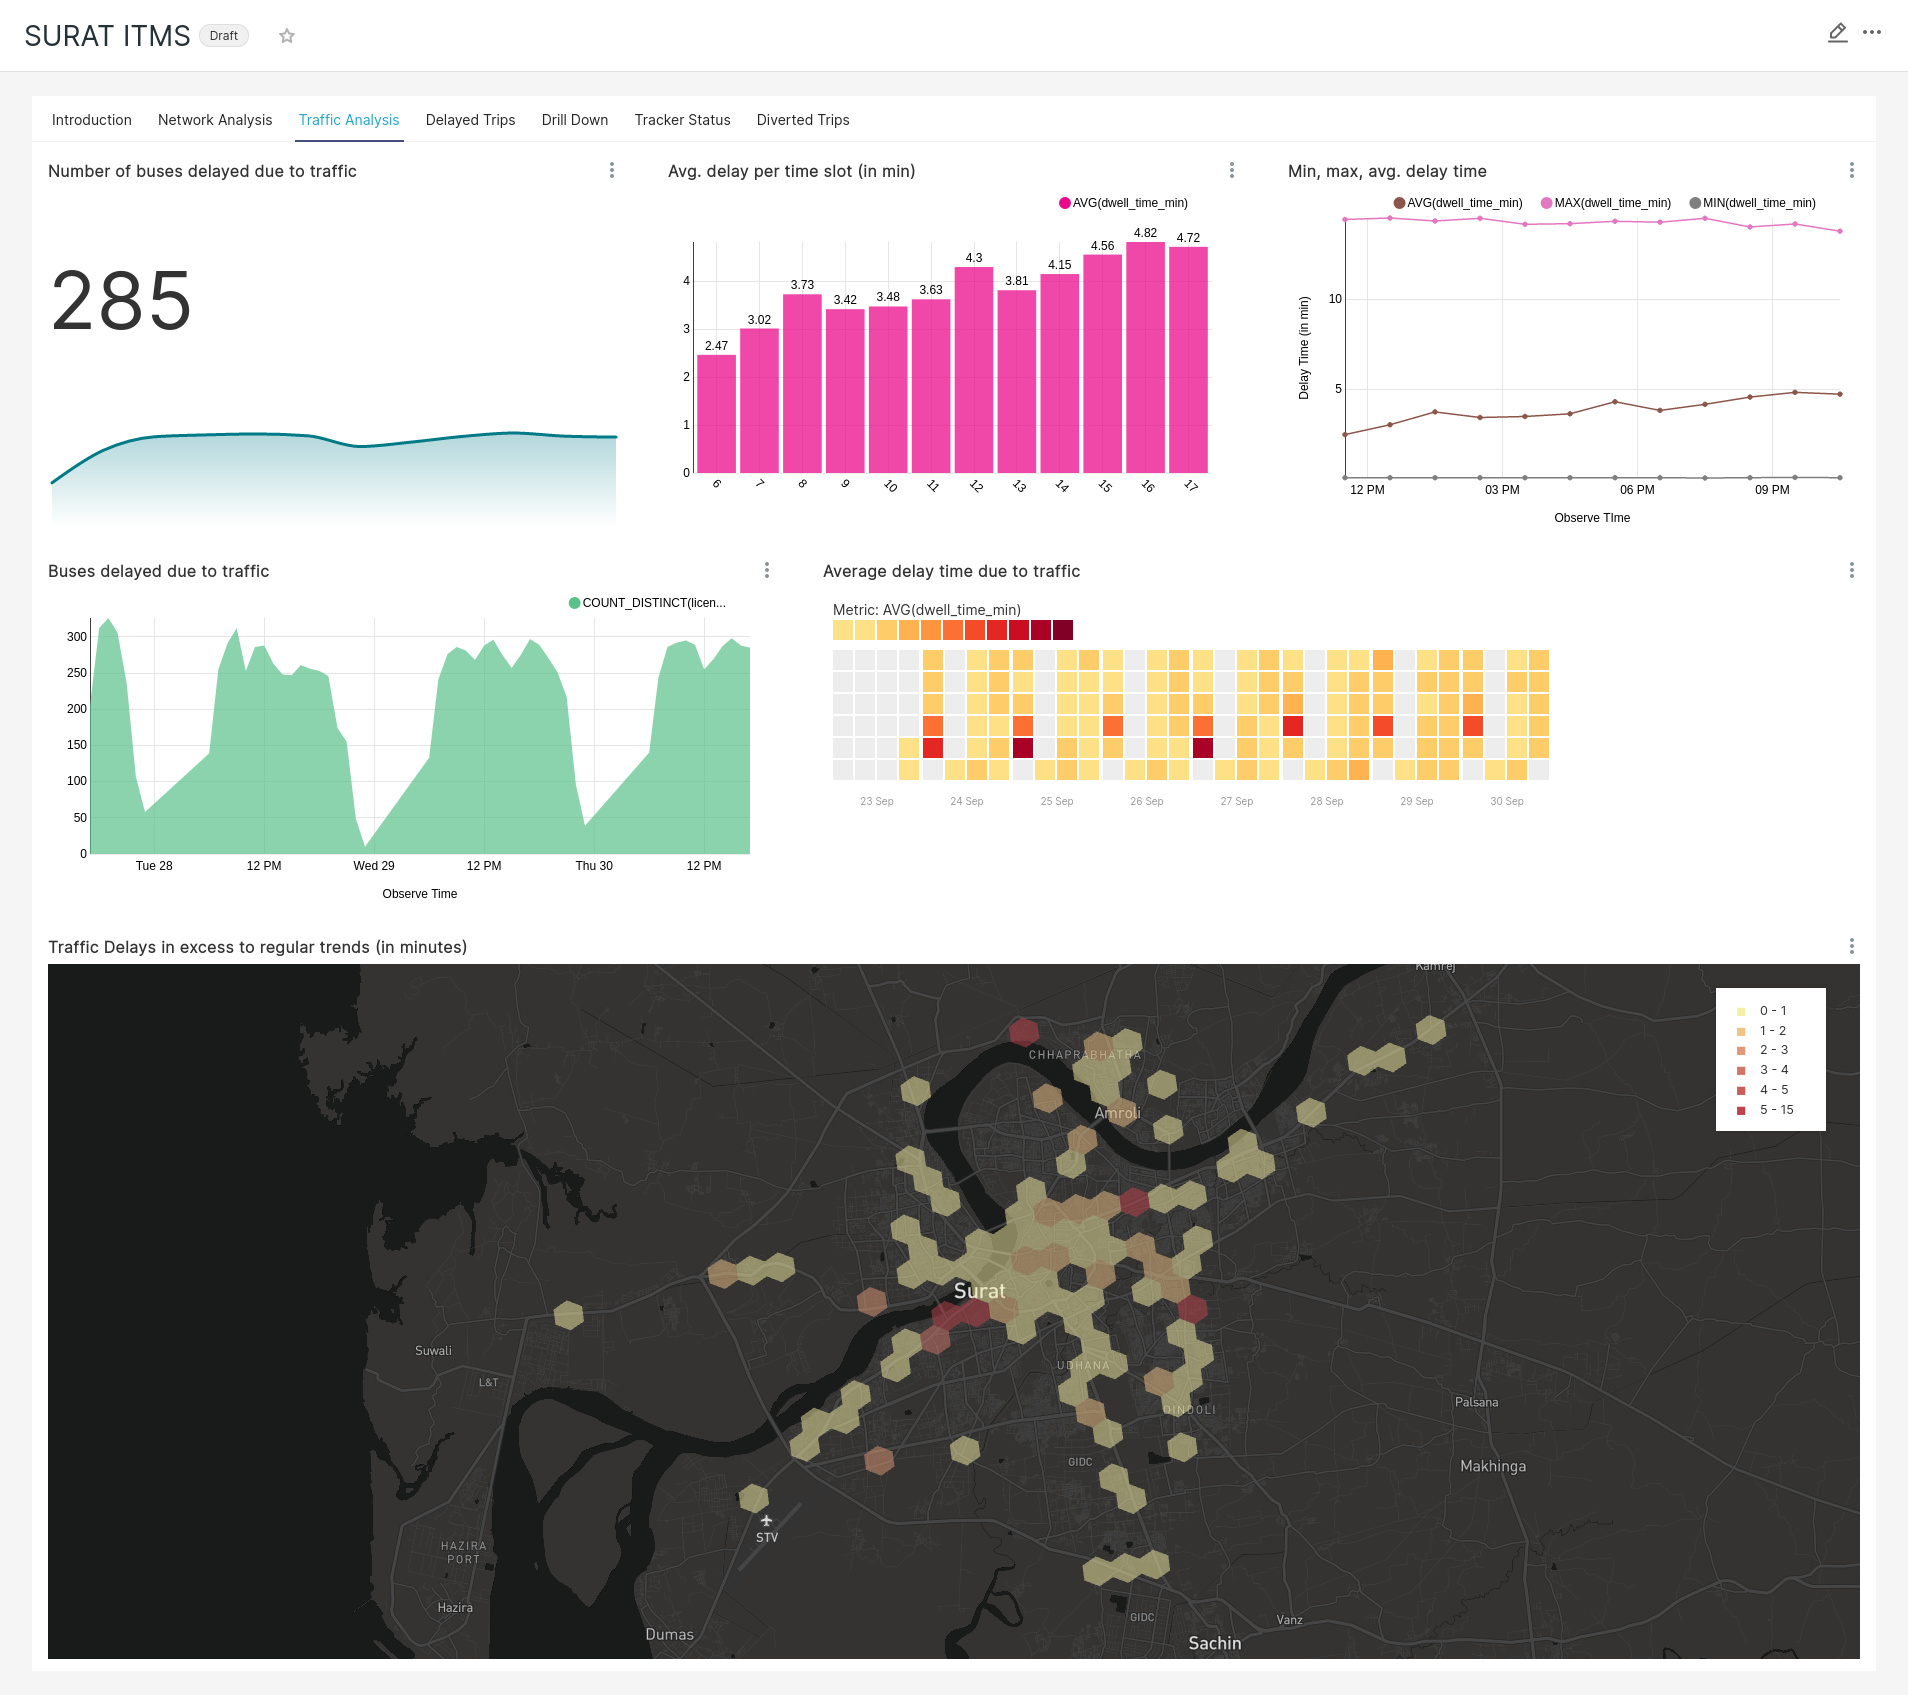 SURAT ITMS Draft
Introduction Network Analysis Traffic Analysis Delayed Trips Drill Down Tracker Status Diverted Trips
Number of buses delayed due to traffic
285
Avg. delay per time slot (in min)
AVG(dwell_time_min)
4.82
4.72
4.56
4.3
4.15
3.81
3.73
3.63
3.48
3.42
3.02
2.47
4
3
2
1
0
6 7 8 9 10 11 12 13 14 15 16 17
Min, max, avg. delay time
AVG(dwell_time_min) MAX(dwell_time_min) MIN(dwell_time_min)
Delay Time (in min)
10
5
12 PM 03 PM 06 PM 09 PM
Observe TIme
Buses delayed due to traffic
COUNT_DISTINCT(licen...
300
250
200
150
100
50
0
Tue 28 12 PM Wed 29 12 PM Thu 30 12 PM
Observe Time
Average delay time due to traffic
Metric: AVG(dwell_time_min)
23 Sep 24 Sep 25 Sep 26 Sep 27 Sep 28 Sep 29 Sep 30 Sep
Traffic Delays in excess to regular trends (in minutes)
Kamrej
0 - 1
1 - 2
2 - 3
3 - 4
4 - 5
5 - 15
CHHAPRABHATHA
Amroli
Surat
Suwali
L&T
UDHANA
DINDOLI
Palsana
GIDC
Makhinga
STV
HAZIRA
PORT
Hazira
GIDC
Vanz
Dumas
Sachin